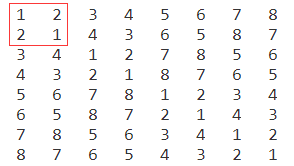 1 2 3 4 5 6 7 8
2 1 4 3 6 5 8 7
3 4 1 2 7 8 5 6
4 3 2 1 8 7 6 5
5 6 7 8 1 2 3 4
6 5 8 7 2 1 4 3
7 8 5 6 3 4 1 2
8 7 6 5 4 3 2 1